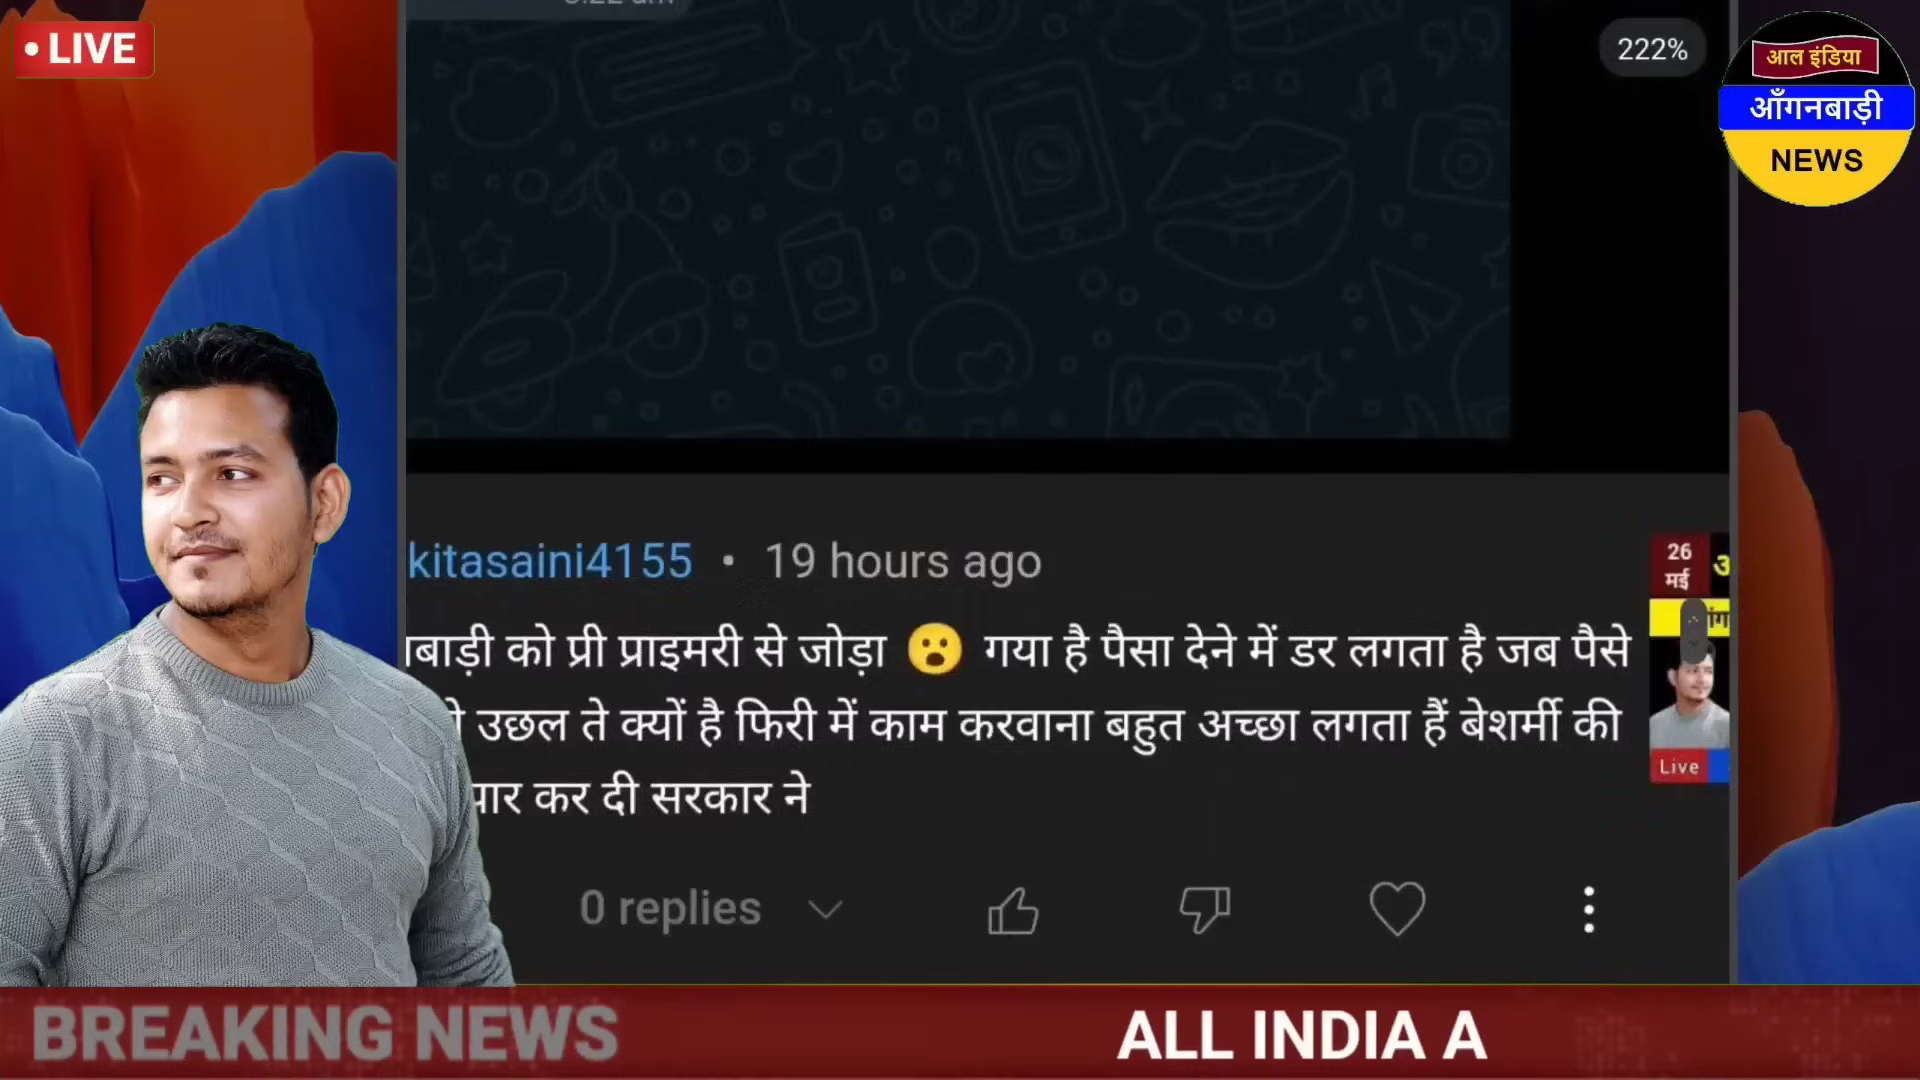 • LIVE
222%
आल इंडिया
आँगनबाड़ी
NEWS
kitasaini4155 • 19 hours ago
26
मई
बाड़ी को प्री प्राइमरी से जोड़ा 😮 गया है पैसा देने में डर लगता है जब पैसे
उछल ते क्यों है फिरी में काम करवाना बहुत अच्छा लगता हैं बेशर्मी की
कर दी सरकार ने
Live
0 replies
BREAKING NEWS
ALL INDIA A